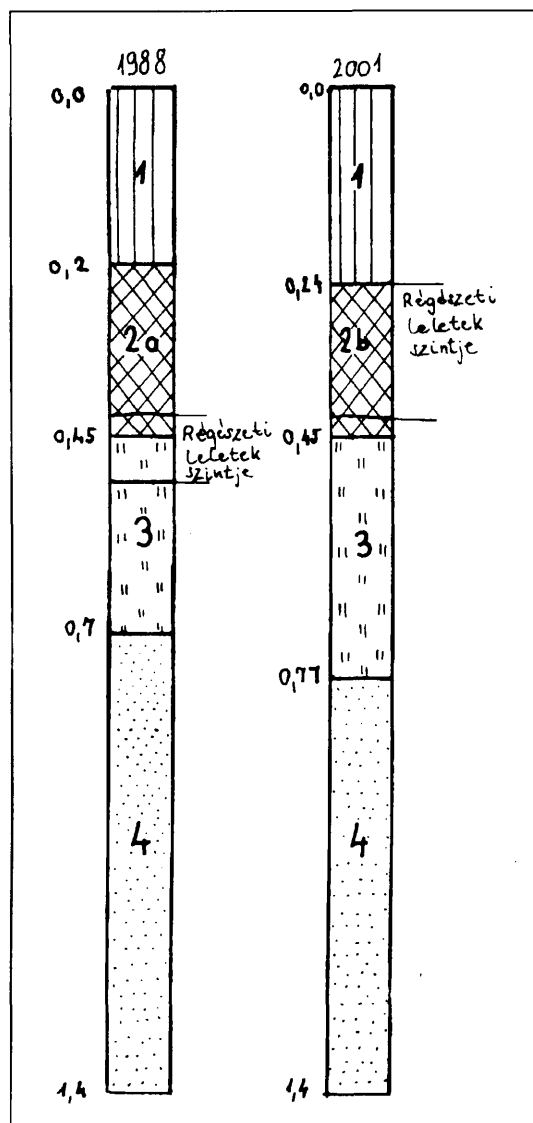 1988
0,0
1
0,2
2a
0,45
Régészeti
leletek
szintje
3
0,7
4
1,4
2001
0,0
1
0,24
Régészeti
leletek
szintje
2b
0,45
3
0,77
4
1,4